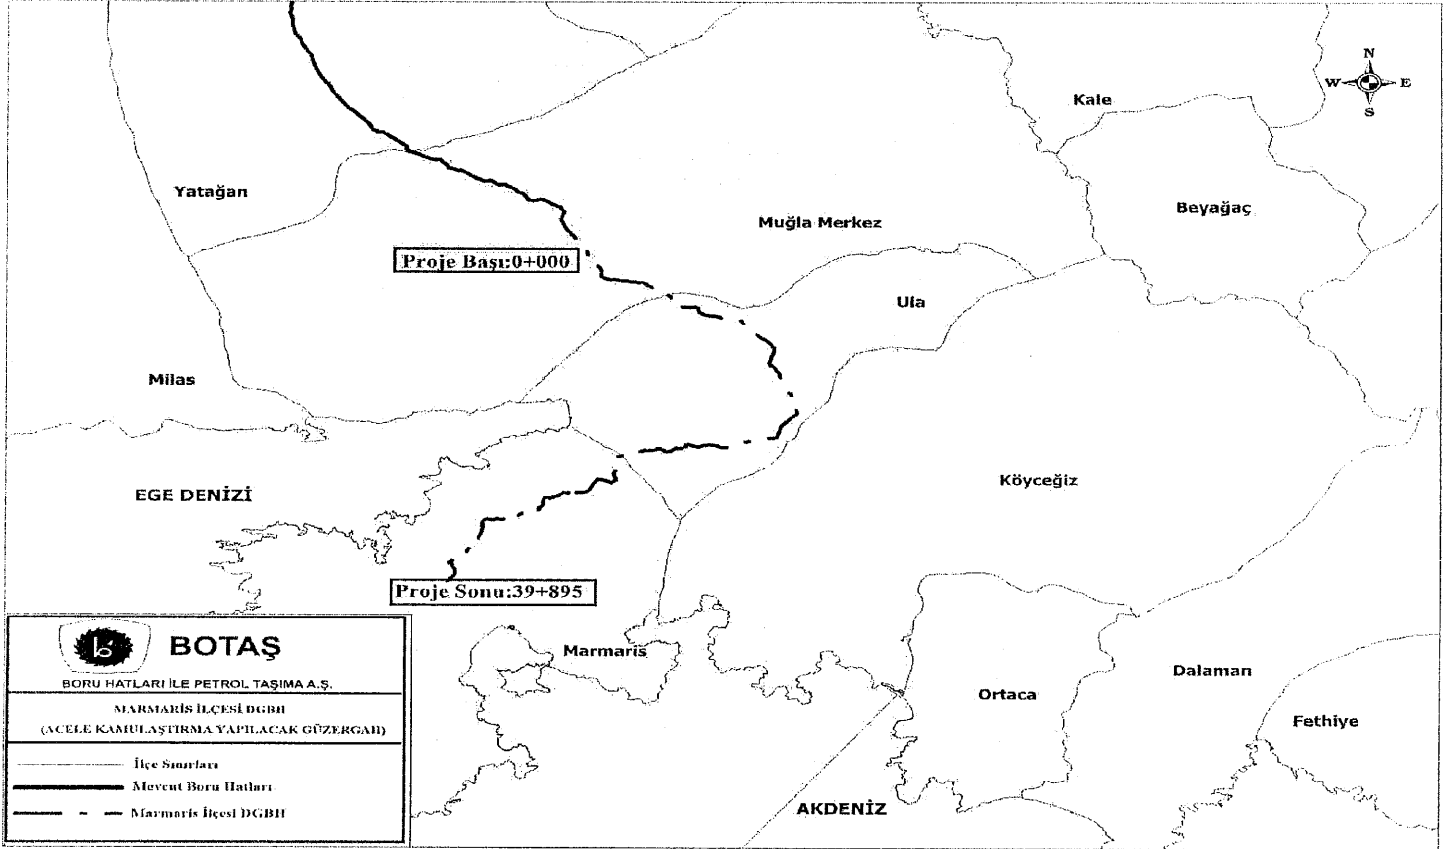 N
W E
S
Kale
Yatağan
Beyağaç
Muğla Merkez
Proje Başı:0+000
Ula
Milas
Köyceğiz
EGE DENİZİ
Proje Sonu:39+895
Marmaris
Dalaman
Ortaca
Fethiye
AKDENİZ
BOTAŞ
BORU HATLARI İLE PETROL TAŞIMA A.Ş.
MARMARİS İLÇESİ DGBH
(ACELE KAMULAŞTIRMA YAPILACAK GÜZERGAH)
İlçe Sınırları
Mevcut Boru Hatları
Marmaris İlçesi DGBH